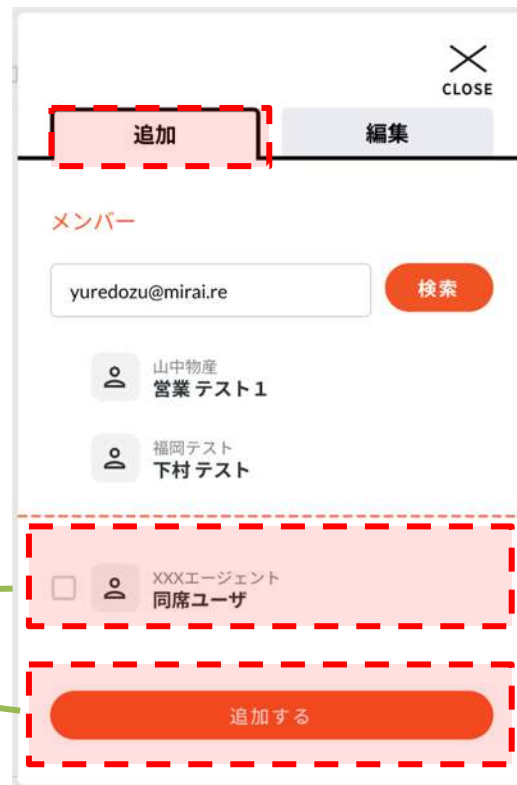 CLOSE
追加
編集
メンバー
yuredozu@mirai.re
検索
山中物産
営業 テスト１
福岡テスト
下村 テスト
XXXエージェント
同席ユーザ
追加する